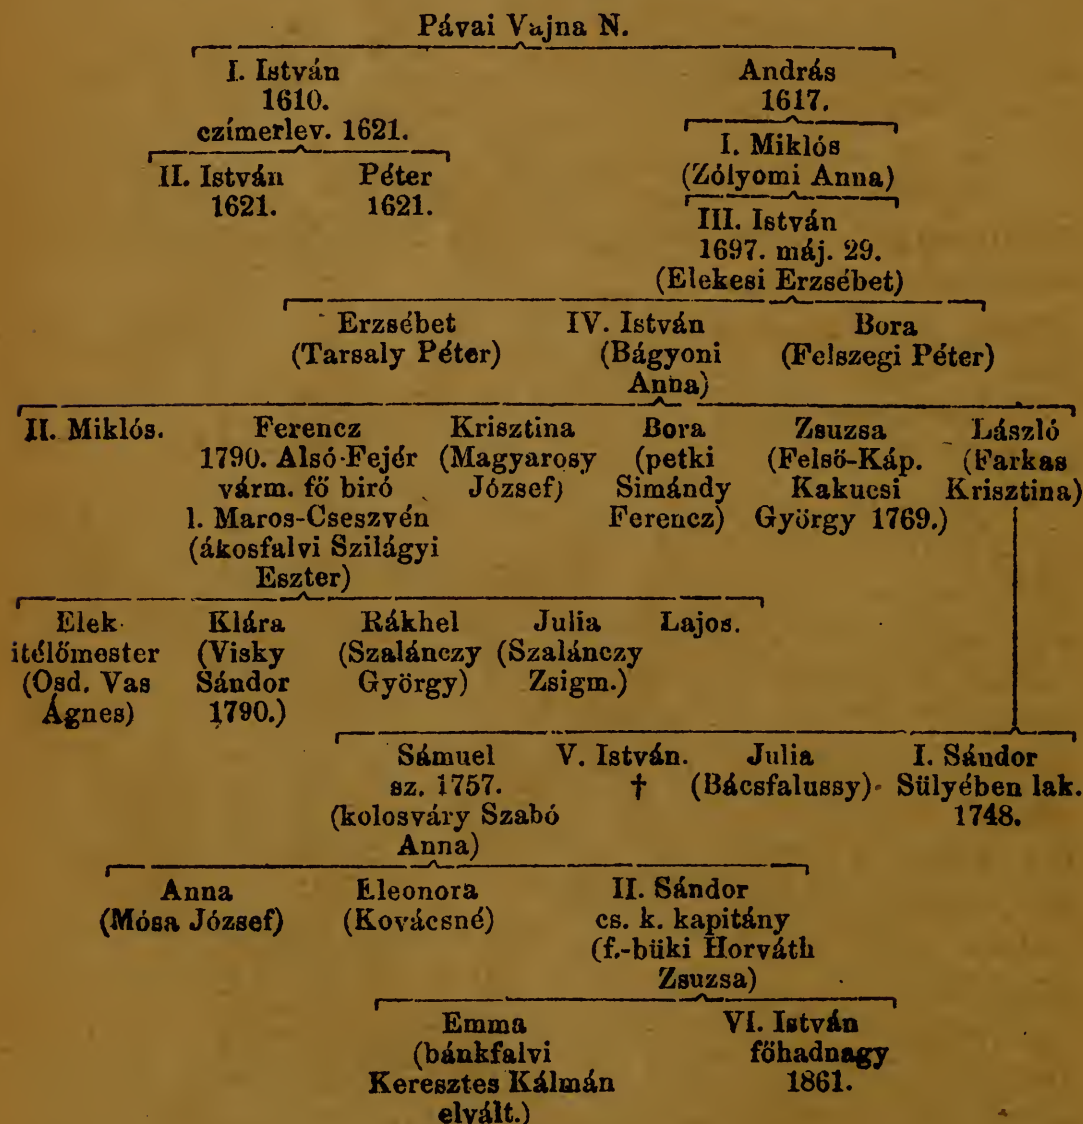 Pávai Vajna N.
I. István András
1610. 1617.
czímerlev. 1621. I. Miklós
II. István Péter (Zólyomi Anna)
1621. 1621. III. István
1697. máj. 29.
(Elekesi Erzsébet)
Erzsébet IV. István Bora
(Tarsaly Péter) (Bágyoni (Felszegi Péter)
Anna)
II. Miklós. Ferencz Krisztina Bora Zsuzsa László
1790. Alsó-Fejér (Magyarosy (petki (Felső-Káp. (Farkas
várm. fő biró József) Simándy Kakucsi Krisztina)
l. Maros-Cseszvén Ferencz) György 1769.)
(ákosfalvi Szilágyi
Eszter)
Elek Klára Rákhel Julia Lajos.
itélőmester (Visky (Szalánczy (Szalánczy
(Osd. Vas Sándor György) Zsigm.)
Ágnes) 1790.)
Sámuel V. István. Julia I. Sándor
sz. 1757. † (Bácsfalussy) Sülyében lak.
(kolosváry Szabó 1748.
Anna)
Anna Eleonora II. Sándor
(Mósa József) (Kovácsné) cs. k. kapitány
(f.-büki Horváth
Zsuzsa)
Emma VI. István
(bánkfalvi főhadnagy
Keresztes Kálmán 1861.
elvált.)